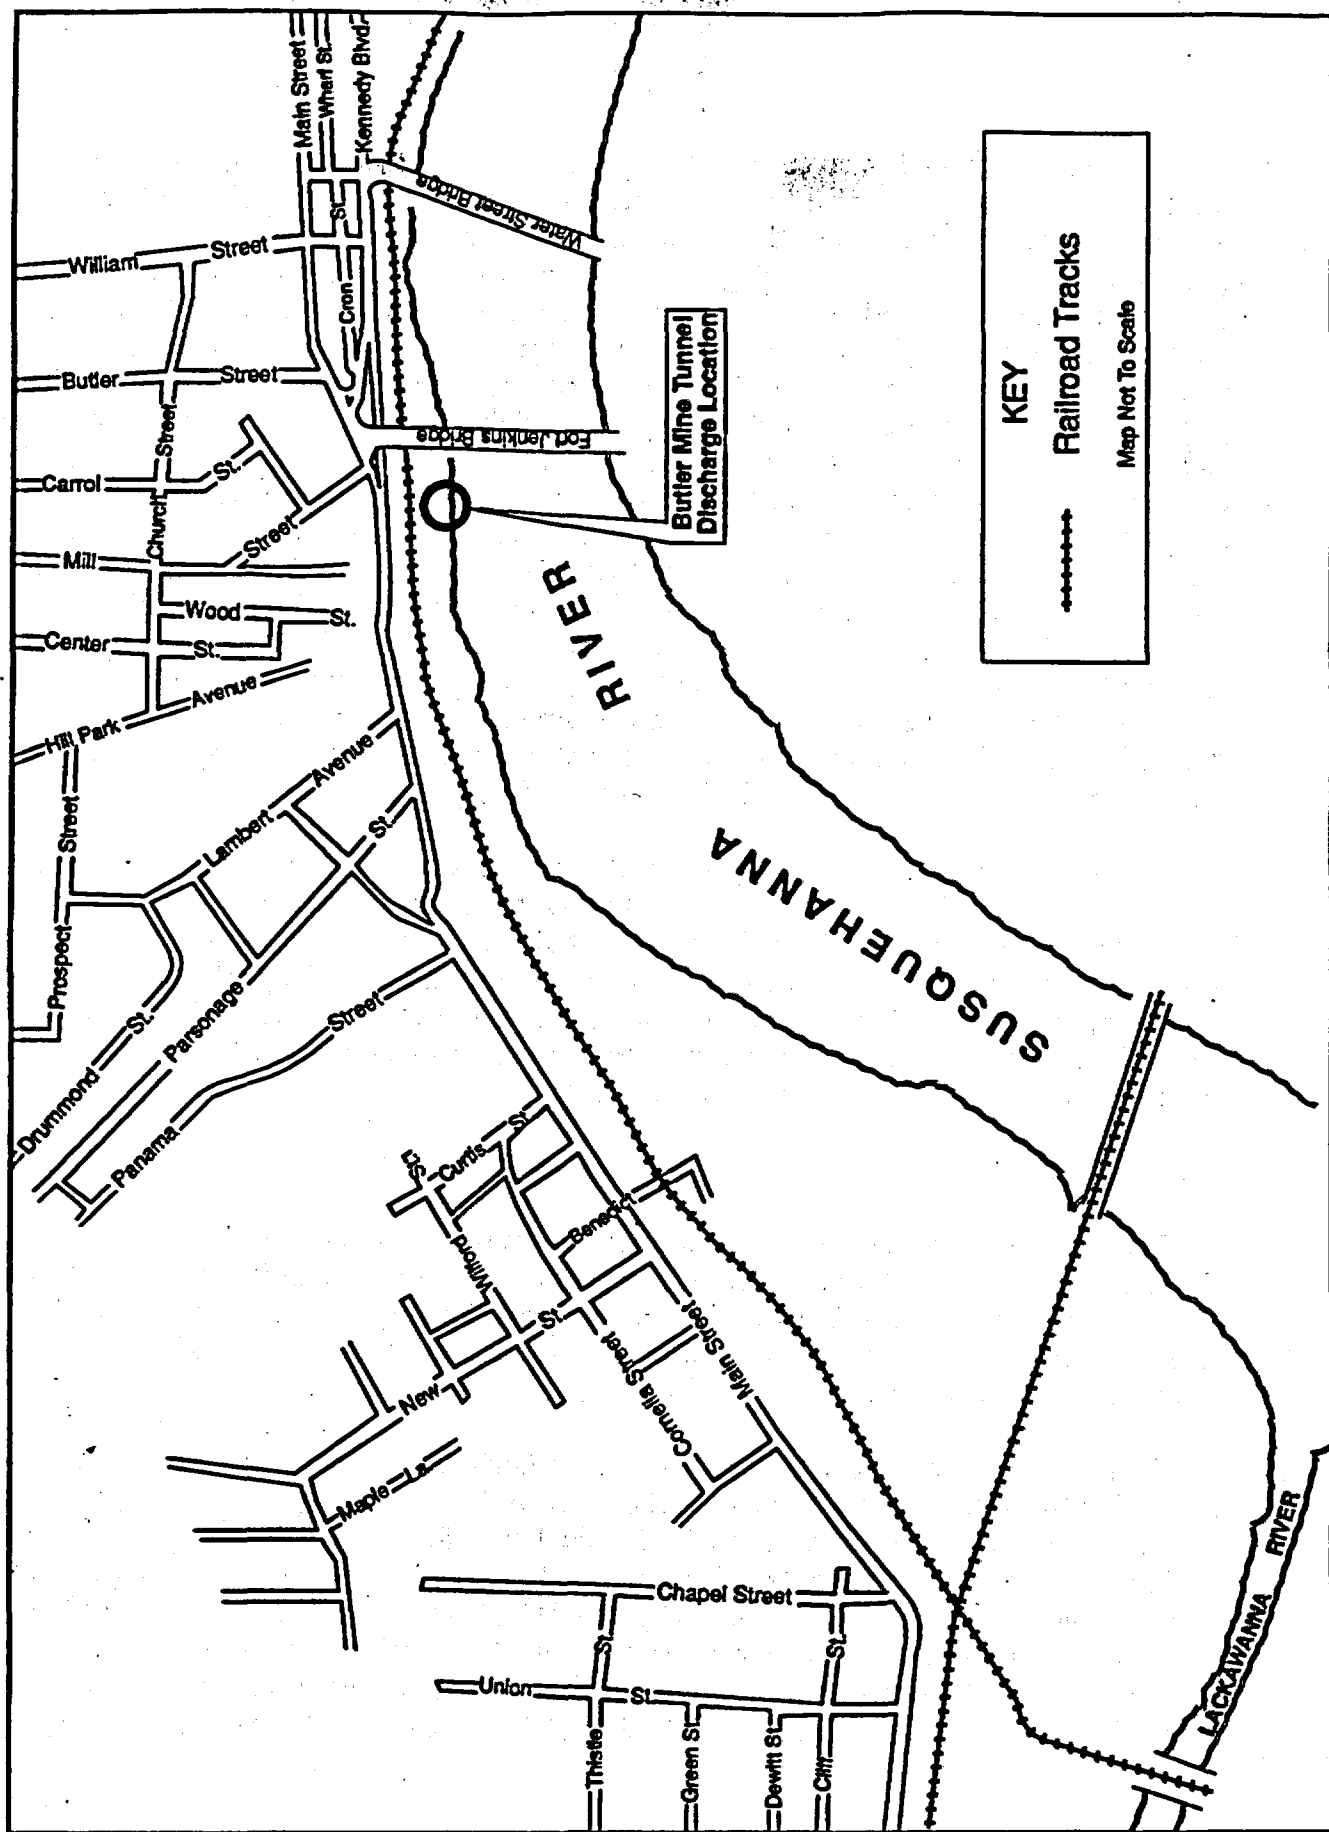 Main Street
Wharf St.
Kennedy Blvd.
William
Street
St.
Cron
Water Street Bridge
Butler
Street
Fort Jenkins Bridge
Carrol
St.
Church
Street
Mill
Street
Wood
St.
Center
St.
Hill Park
Avenue
Butler Mine Tunnel
Discharge Location
KEY
Railroad Tracks
Map Not To Scale
Prospect
Street
Lambert
Avenue
Drummond
St.
Parsonage
St.
Panama
Street
SUSQUEHANNA
RIVER
Curtis
St
Ct.
Wilford
Benedict
New
St.
Cornelia Street
Main Street
Maple
La.
Chapel Street
Union
St.
Thistle
St.
Green St.
Dewitt St.
Cliff
St.
LACKAWANNA
RIVER